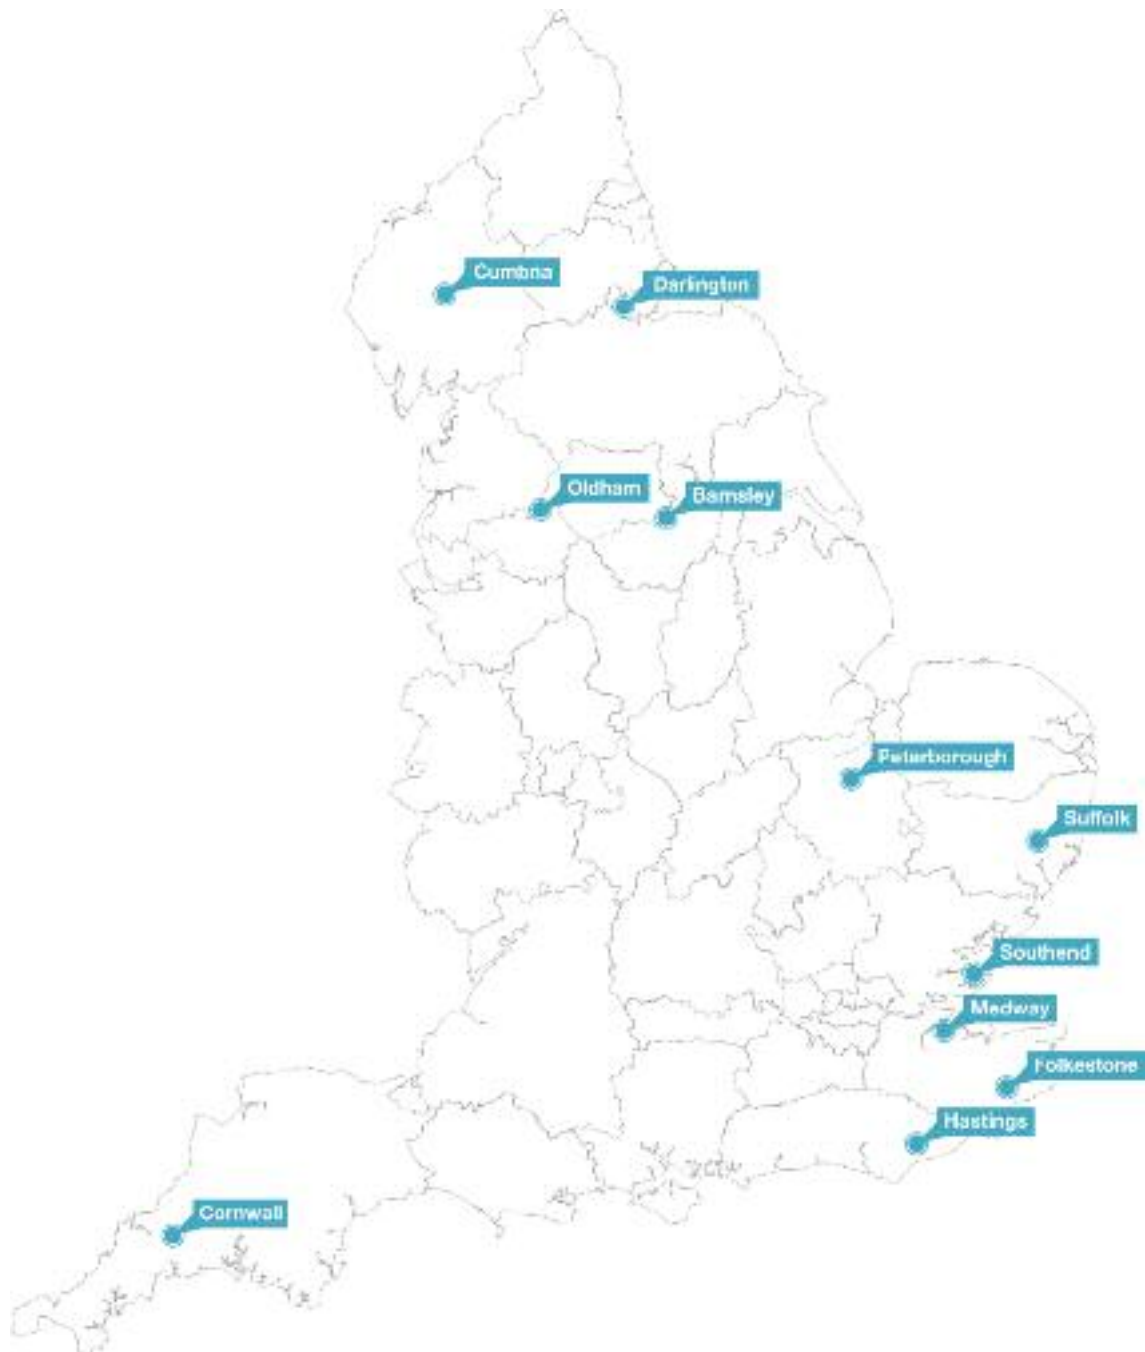 Cumbria
Darlington
Oldham
Barnsley
Peterborough
Suffolk
Southend
Medway
Folkestone
Hastings
Cornwall